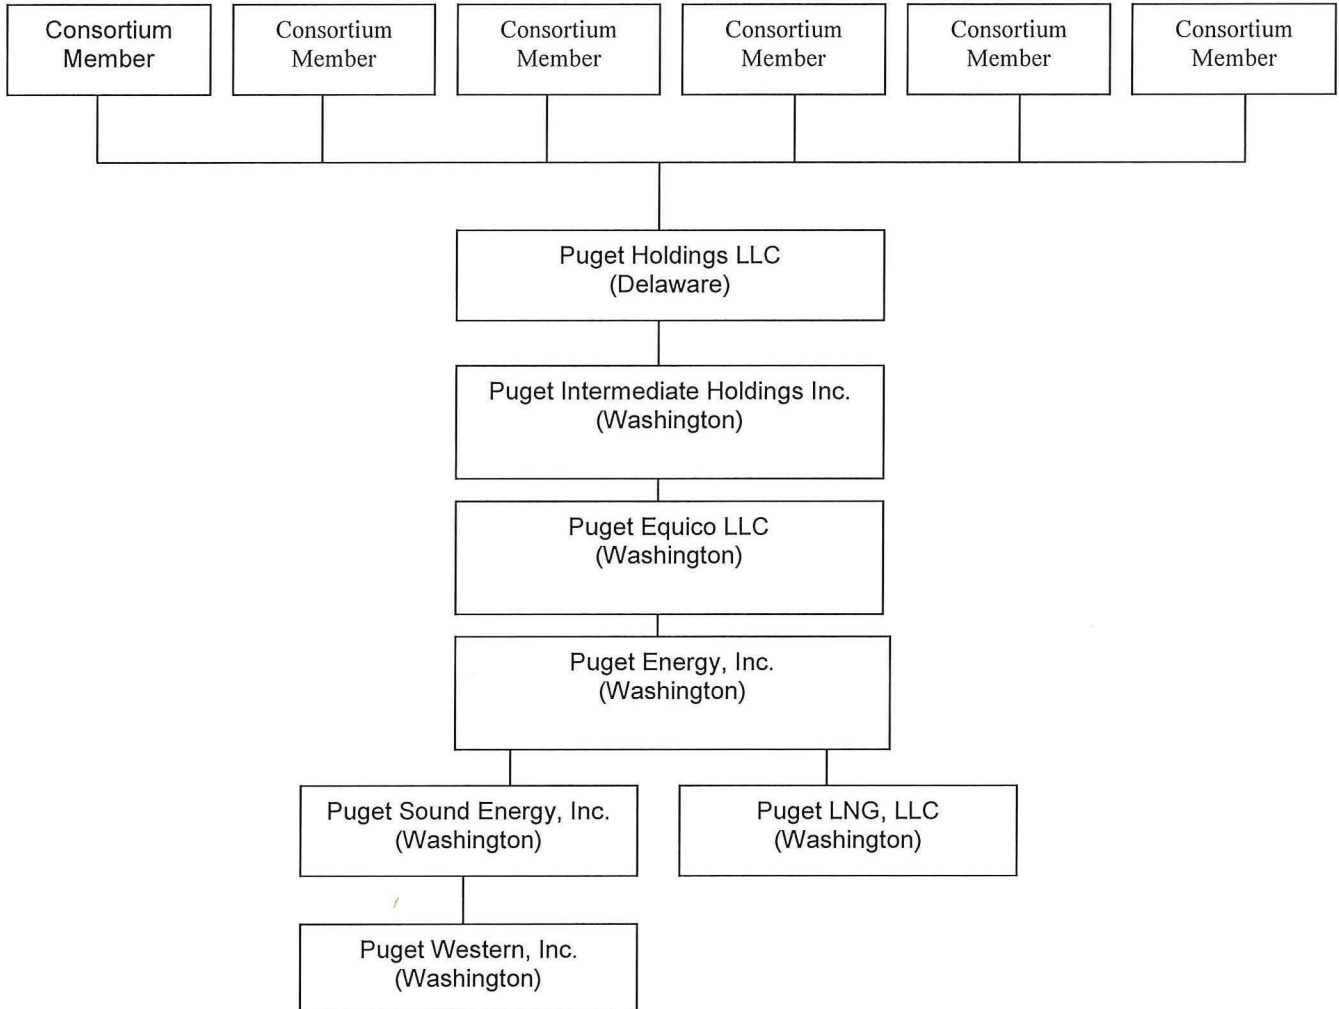 Consortium
Member
Consortium
Member
Consortium
Member
Consortium
Member
Consortium
Member
Consortium
Member
Puget Holdings LLC
(Delaware)
Puget Intermediate Holdings Inc.
(Washington)
Puget Equico LLC
(Washington)
Puget Energy, Inc.
(Washington)
Puget Sound Energy, Inc.
(Washington)
Puget LNG, LLC
(Washington)
Puget Western, Inc.
(Washington)